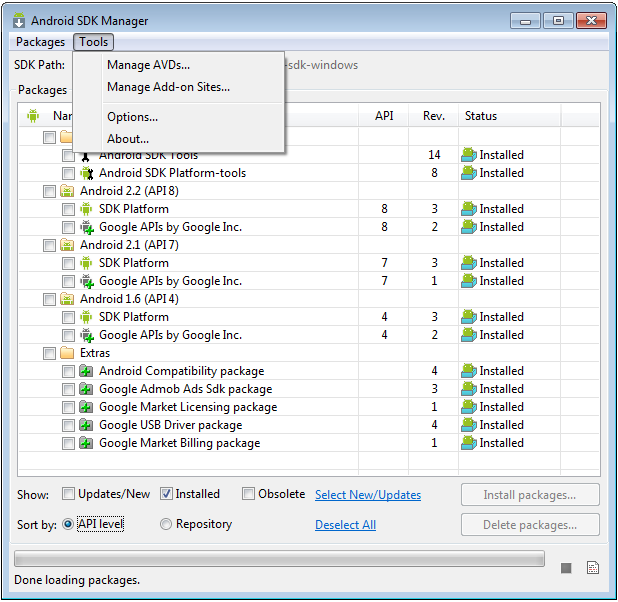 Android SDK Manager
Packages Tools
SDK Path: -sdk-windows
Manage AVDs...
Manage Add-on Sites...
Options...
About...
Packages
API Rev. Status
Android SDK Tools 14 Installed
Android SDK Platform-tools 8 Installed
Android 2.2 (API 8)
SDK Platform 8 3 Installed
Google APIs by Google Inc. 8 2 Installed
Android 2.1 (API 7)
SDK Platform 7 3 Installed
Google APIs by Google Inc. 7 1 Installed
Android 1.6 (API 4)
SDK Platform 4 3 Installed
Google APIs by Google Inc. 4 2 Installed
Extras
Android Compatibility package 4 Installed
Google Admob Ads Sdk package 3 Installed
Google Market Licensing package 1 Installed
Google USB Driver package 4 Installed
Google Market Billing package 1 Installed
Show: Updates/New Installed Obsolete Select New/Updates Install packages...
Sort by: API level Repository Deselect All Delete packages...
Done loading packages.